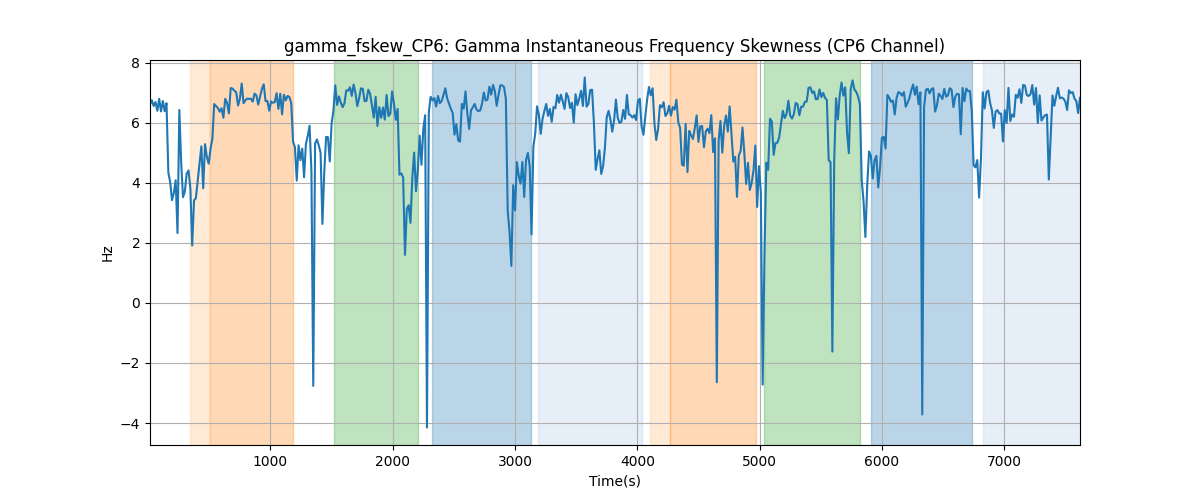 gamma_fskew_CP6: Gamma Instantaneous Frequency Skewness (CP6 Channel)
8
6
4
2
0
−2
−4
Hz
1000 2000 3000 4000 5000 6000 7000
Time(s)